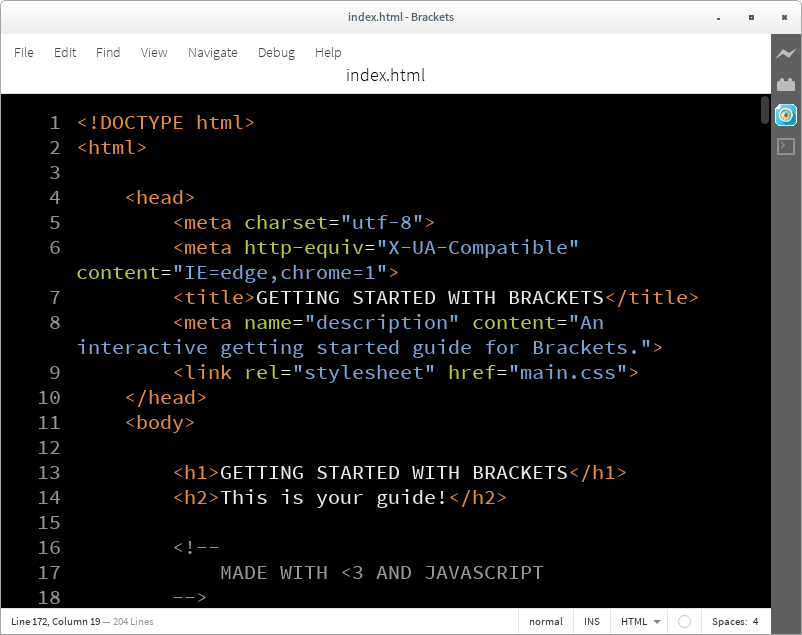 index.html - Brackets
File Edit Find View Navigate Debug Help
index.html
1 <!DOCTYPE html>
2 <html>
3
4 <head>
5 <meta charset="utf-8">
6 <meta http-equiv="X-UA-Compatible"
content="IE=edge,chrome=1">
7 <title>GETTING STARTED WITH BRACKETS</title>
8 <meta name="description" content="An
interactive getting started guide for Brackets.">
9 <link rel="stylesheet" href="main.css">
10 </head>
11 <body>
12
13 <h1>GETTING STARTED WITH BRACKETS</h1>
14 <h2>This is your guide!</h2>
15
16 <!--
17 MADE WITH <3 AND JAVASCRIPT
18 -->
Line 172, Column 19 — 204 Lines normal INS HTML Spaces: 4